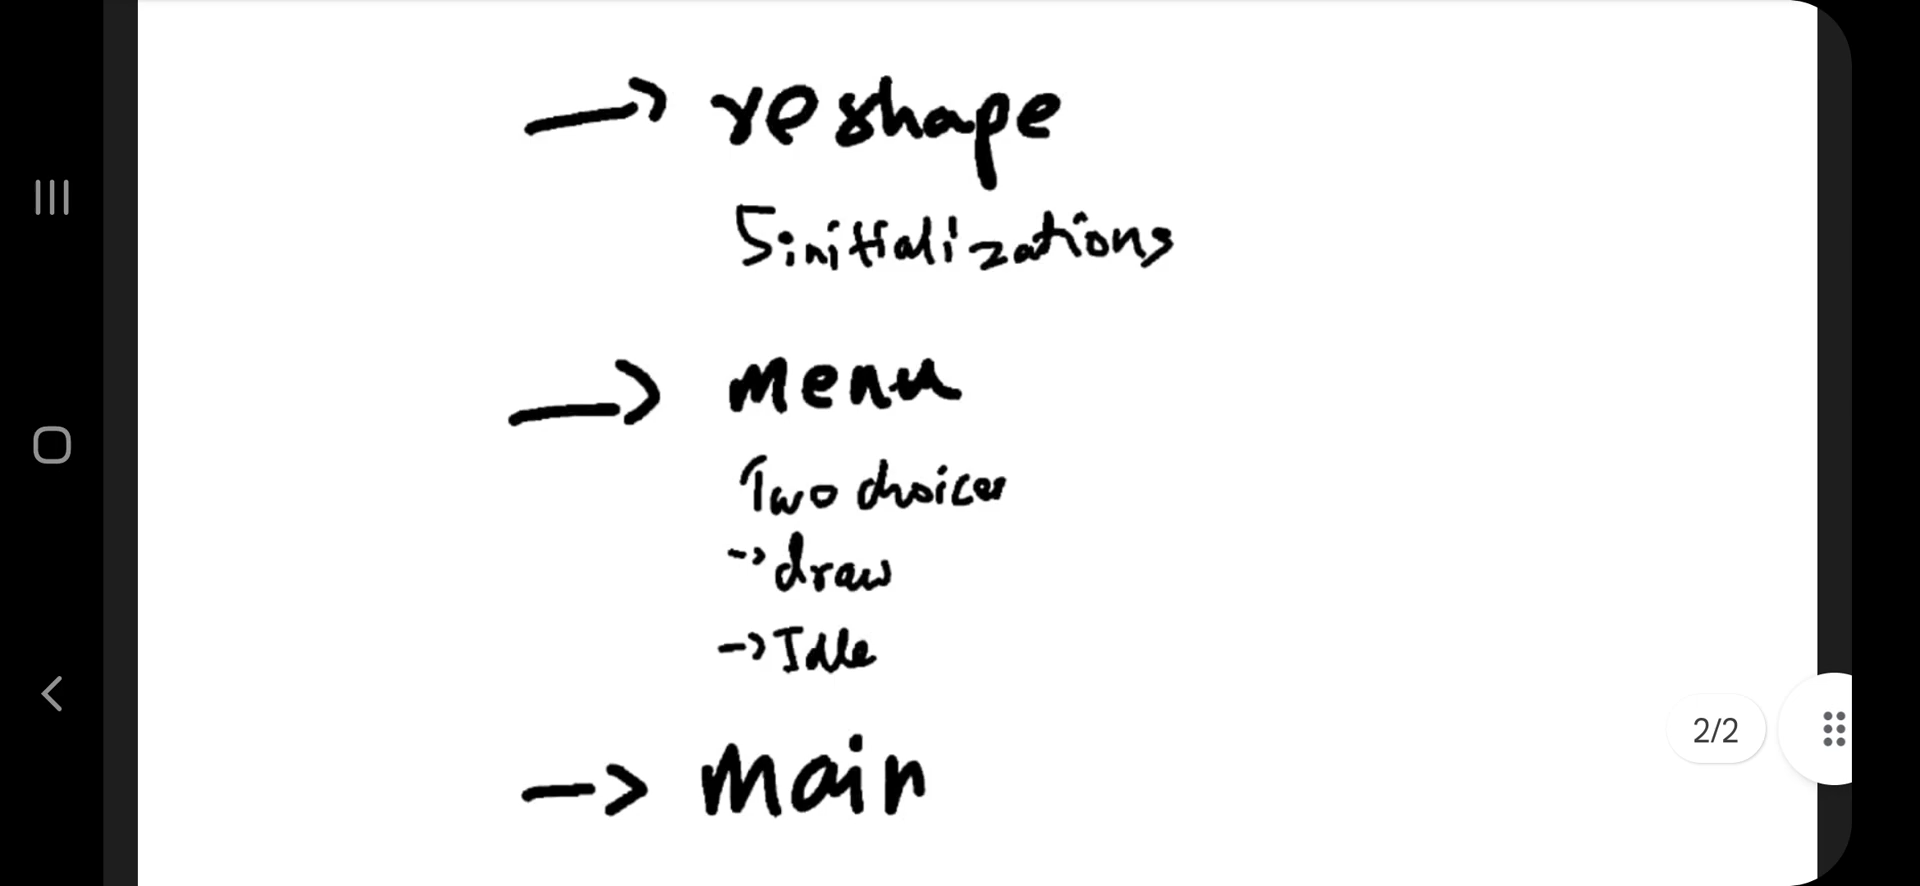 → reshape
5 initializations
→ Menu
Two choices
→ draw
→ Idle
2/2
→ Main